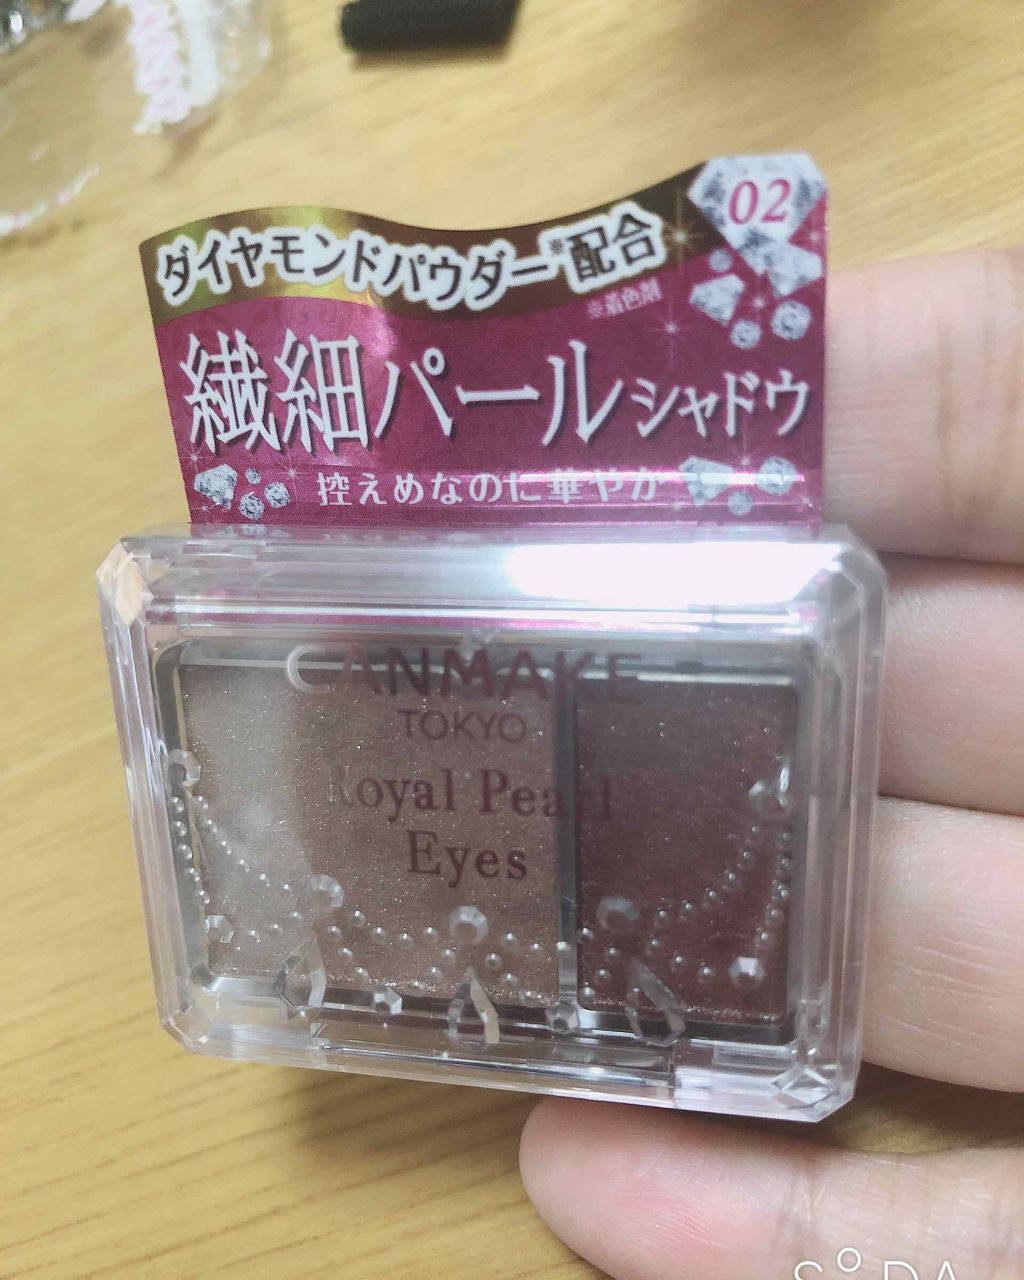 02
ダイヤモンドパウダー※配合
※着色剤
繊細パールシャドウ
控えめなのに華やか
CANMAKE
TOKYO
Royal Pearl
Eyes
SODA